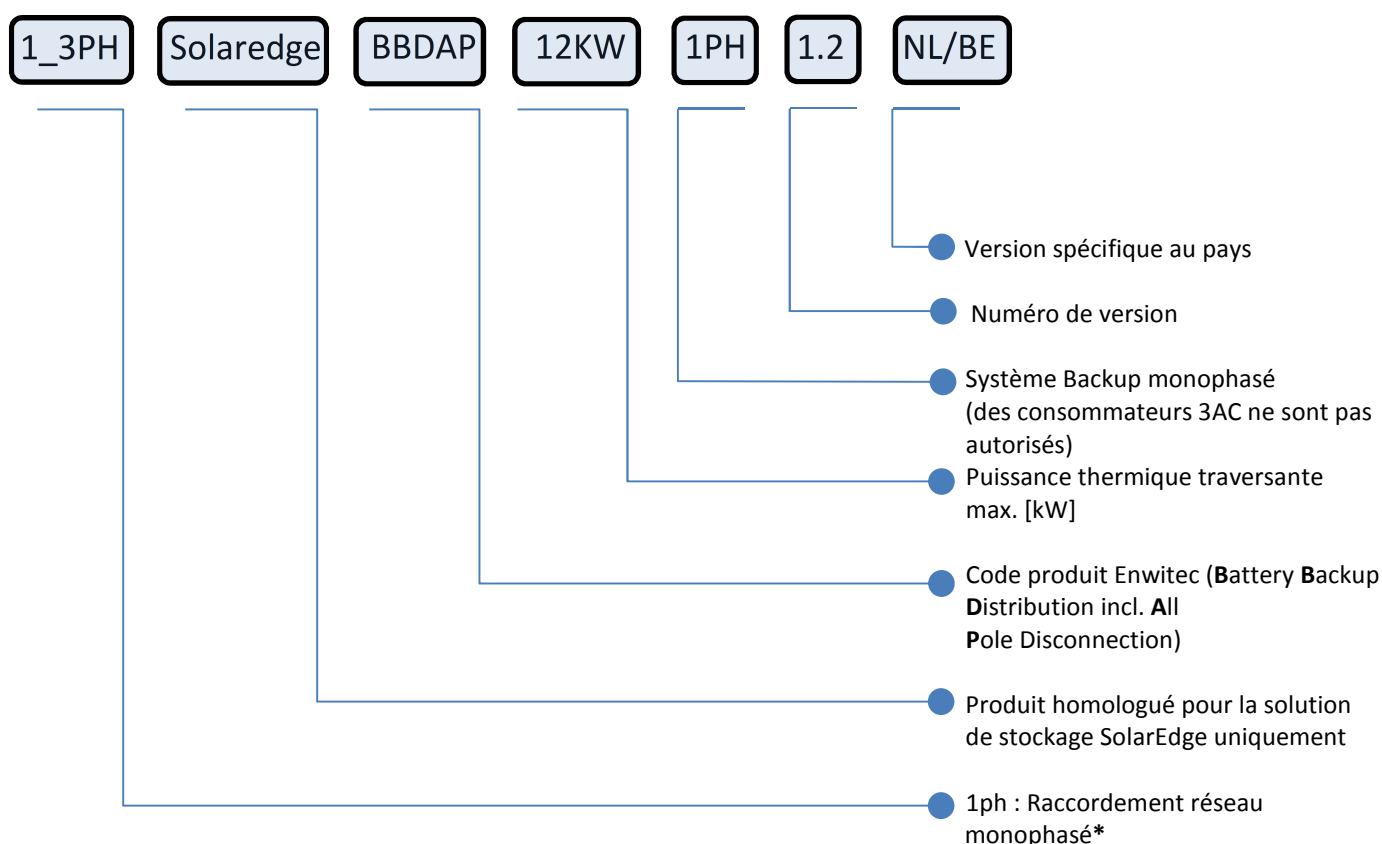 1_3PH Solaredge BBDAP 12KW 1PH 1.2 NL/BE
Version spécifique au pays
Numéro de version
Système Backup monophasé
(des consommateurs 3AC ne sont pas
autorisés)
Puissance thermique traversante
max. [kW]
Code produit Enwitec (Battery Backup
Distribution incl. All
Pole Disconnection)
Produit homologué pour la solution
de stockage SolarEdge uniquement
1ph : Raccordement réseau
monophasé*